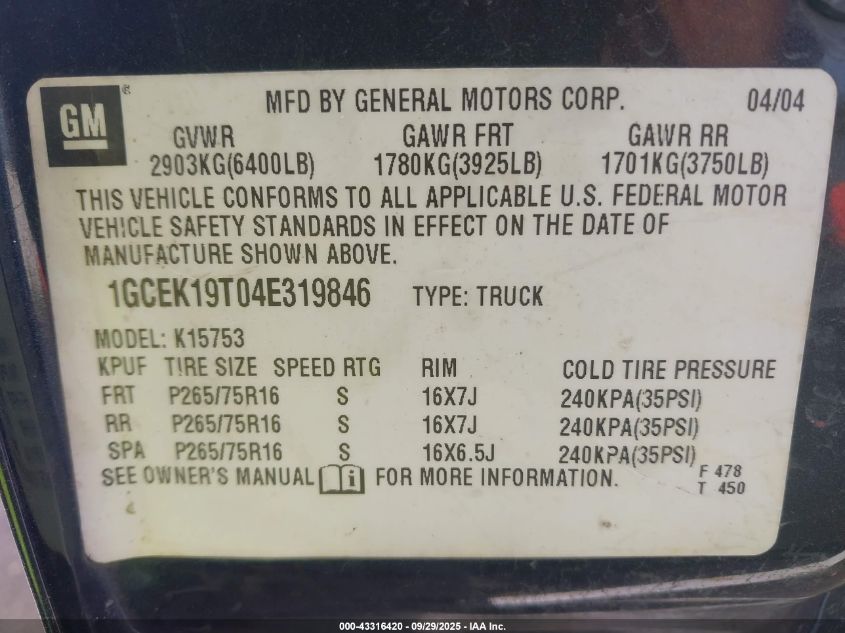 GM ® MFD BY GENERAL MOTORS CORP. 04/04
GVWR GAWR FRT GAWR RR
2903KG(6400LB) 1780KG(3925LB) 1701KG(3750LB)
THIS VEHICLE CONFORMS TO ALL APPLICABLE U.S. FEDERAL MOTOR
VEHICLE SAFETY STANDARDS IN EFFECT ON THE DATE OF
MANUFACTURE SHOWN ABOVE.
1GCEK19T04E319846 TYPE: TRUCK
MODEL: K15753
KPUF TIRE SIZE SPEED RTG RIM COLD TIRE PRESSURE
FRT P265/75R16 S 16X7J 240KPA(35PSI)
RR P265/75R16 S 16X7J 240KPA(35PSI)
SPA P265/75R16 S 16X6.5J 240KPA(35PSI)
SEE OWNER'S MANUAL i FOR MORE INFORMATION. F 478
T 450
000-43316420 - 09/29/2025 - IAA Inc.